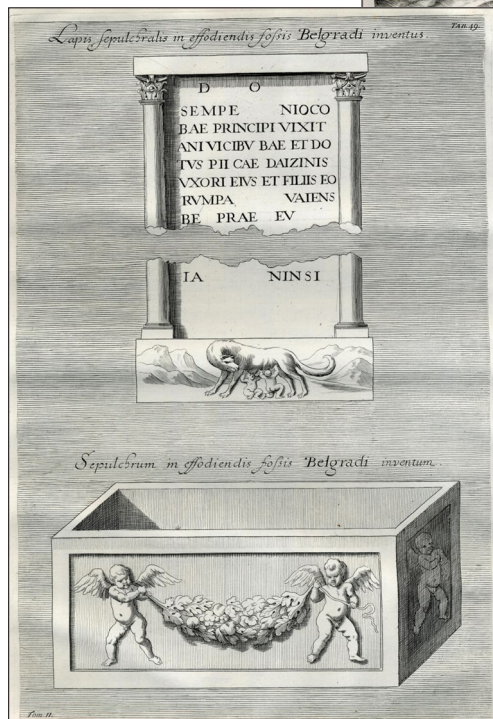 Tab. 49.
Lapis sepulchralis in effodiendis fossis Belgradi inventus.
D O
SEMPE NIOCO
BAE PRINCIPI VIXIT
ANI VICIBV BAE ET DO
TVS PII CAE DAIZINIS
VXORI EIVS ET FILIIS EO
RVMPA VAIENS
BE PRAE EV
IA NINSI
Sepulchrum in effodiendis fossis Belgradi inventum.
Tom. II.